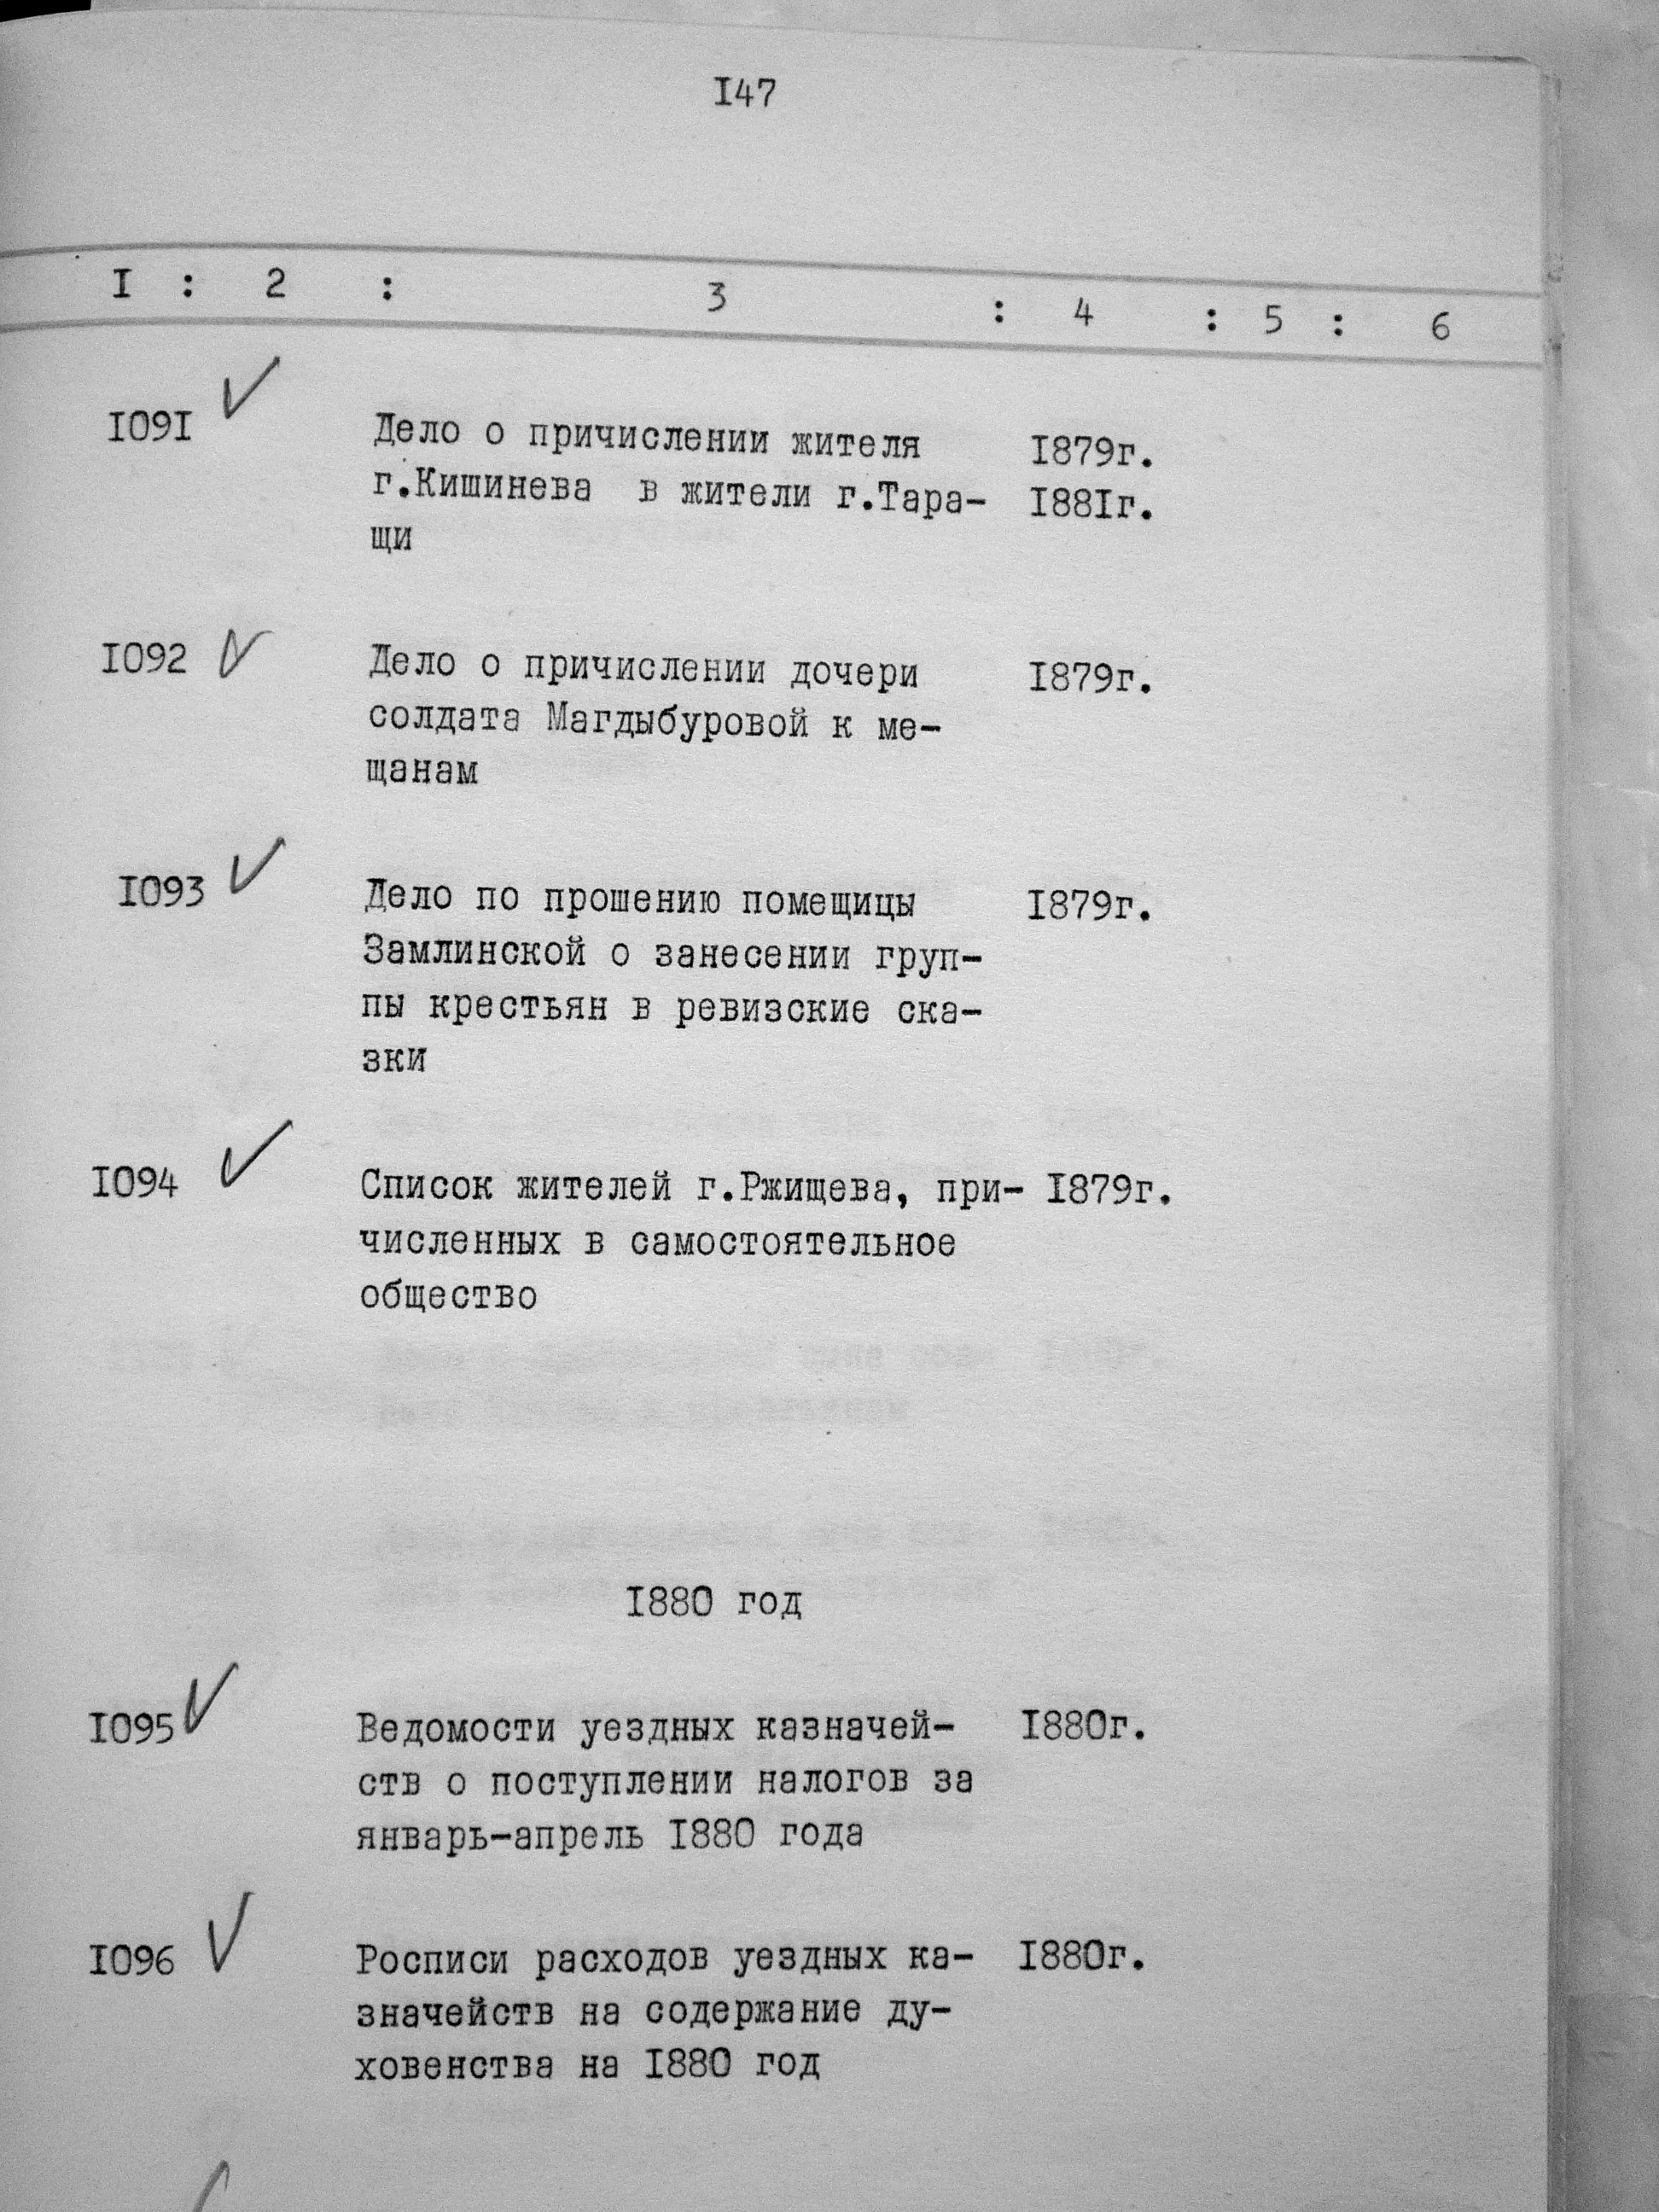 I47
I : 2 : 3 : 4 : 5 : 6
I09I Дело о причислении жителя I879г.
г.Кишинева в жители г.Тара- I88Iг.
щи
I092 Дело о причислении дочери I879г.
солдата Магдыбуровой к ме-
щанам
I093 Дело по прошению помещицы I879г.
Замлинской о занесении груп-
пы крестьян в ревизские ска-
зки
I094 Список жителей г.Ржищева, при- I879г.
численных в самостоятельное
общество
I880 год
I095 Ведомости уездных казначей- I880г.
ств о поступлении налогов за
январь-апрель I880 года
I096 Росписи расходов уездных ка- I880г.
значейств на содержание ду-
ховенства на I880 год